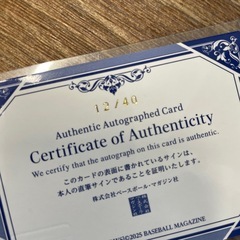 12/40
Authentic Autographed Card
Certificate of Authenticity
We certify that the autograph on this card is authentic.
このカードの表面に書かれているサインは、
本人の直筆サインであることを証明いたします。
株式会社ベースボール・マガジン社
©2025 BASEBALL MAGAZINE